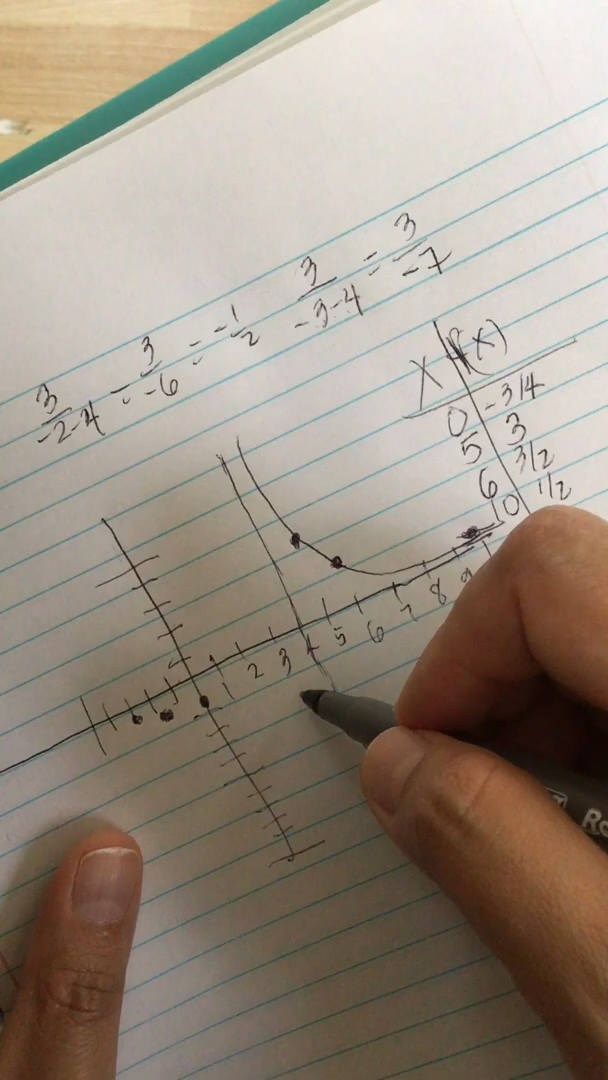 3/-2-4 = 3/-6 = -1/2
3/-3-4 = 3/-7
X f(x)
0 -3/4
5 3
6 3/2
10 1/2
1 2 3 4 5 6 7 8 9